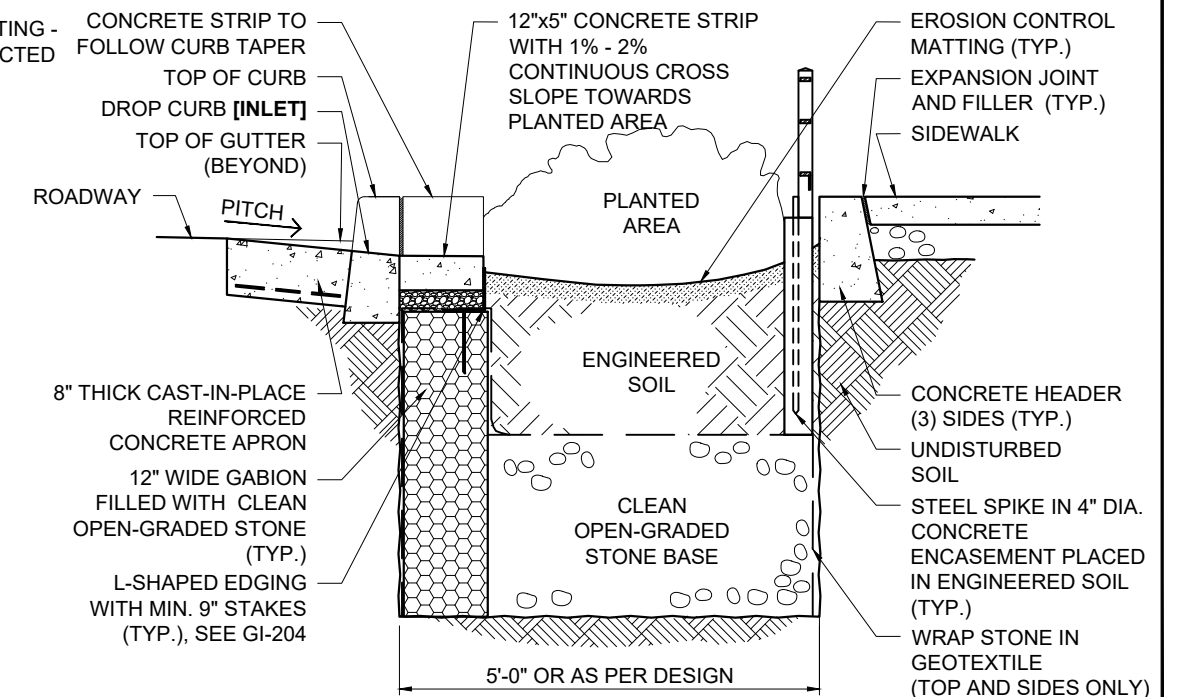 TING -
CTED
CONCRETE STRIP TO
FOLLOW CURB TAPER
TOP OF CURB
DROP CURB [INLET]
TOP OF GUTTER
(BEYOND)
ROADWAY
PITCH
12"x5" CONCRETE STRIP
WITH 1% - 2%
CONTINUOUS CROSS
SLOPE TOWARDS
PLANTED AREA
EROSION CONTROL
MATTING (TYP.)
EXPANSION JOINT
AND FILLER (TYP.)
SIDEWALK
PLANTED
AREA
ENGINEERED
SOIL
CLEAN
OPEN-GRADED
STONE BASE
8" THICK CAST-IN-PLACE
REINFORCED
CONCRETE APRON
12" WIDE GABION
FILLED WITH CLEAN
OPEN-GRADED STONE
(TYP.)
L-SHAPED EDGING
WITH MIN. 9" STAKES
(TYP.), SEE GI-204
CONCRETE HEADER
(3) SIDES (TYP.)
UNDISTURBED
SOIL
STEEL SPIKE IN 4" DIA.
CONCRETE
ENCASEMENT PLACED
IN ENGINEERED SOIL
(TYP.)
WRAP STONE IN
GEOTEXTILE
(TOP AND SIDES ONLY)
5'-0" OR AS PER DESIGN